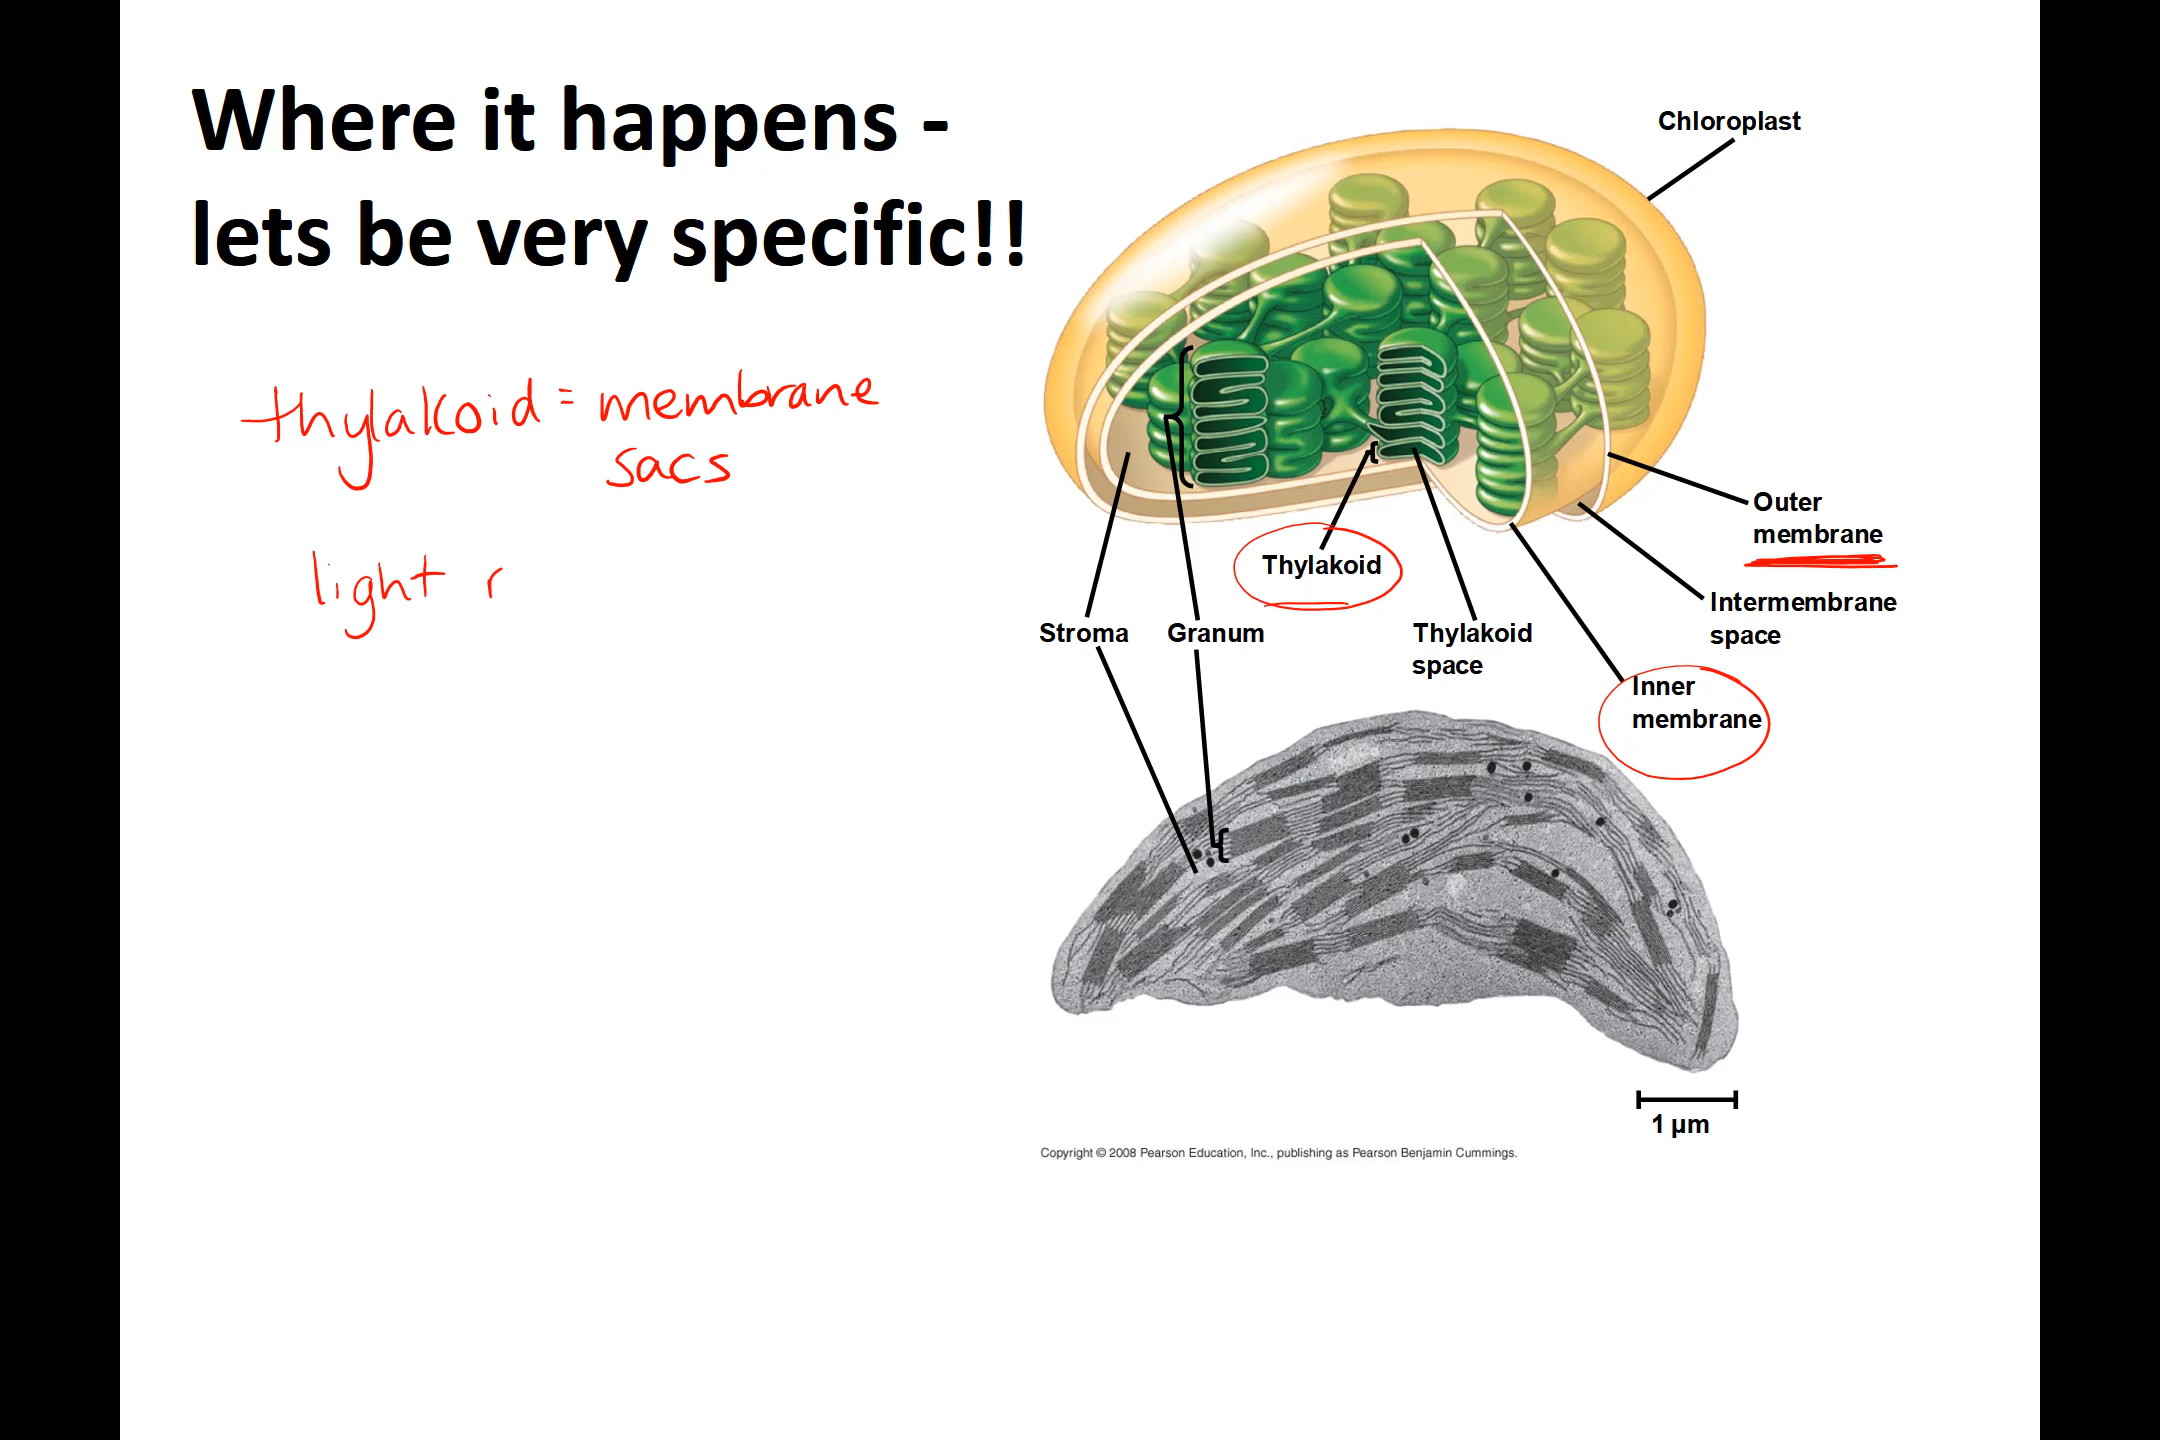 Where it happens -
lets be very specific!!
thylakoid = membrane
sacs
light r
Chloroplast
Outer
membrane
Intermembrane
space
Inner
membrane
Thylakoid
Thylakoid
space
Stroma
Granum
1 µm
Copyright © 2008 Pearson Education, Inc., publishing as Pearson Benjamin Cummings.